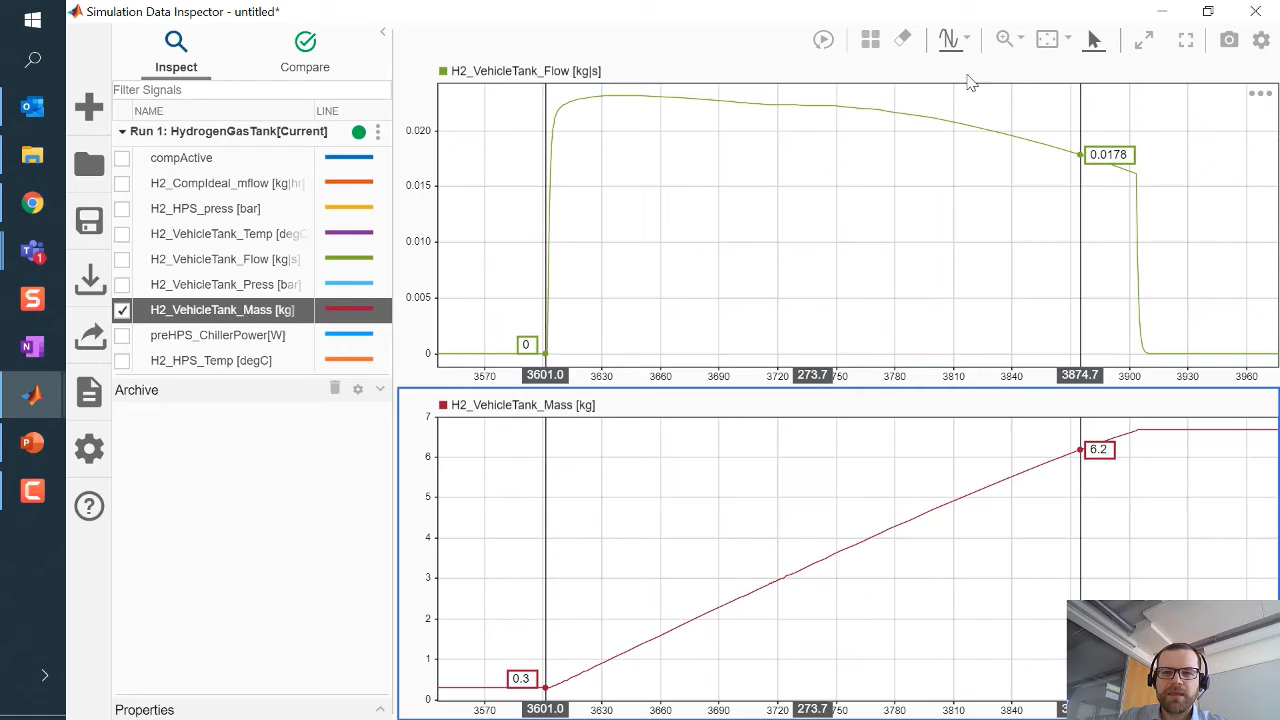 Simulation Data Inspector - untitled*
Inspect
Compare
Filter Signals
NAME
LINE
Run 1: HydrogenGasTank[Current]
compActive
H2_CompIdeal_mflow [kg|hr]
H2_HPS_press [bar]
H2_VehicleTank_Temp [degC
H2_VehicleTank_Flow [kg|s]
H2_VehicleTank_Press [bar]
H2_VehicleTank_Mass [kg]
preHPS_ChillerPower[W]
H2_HPS_Temp [degC]
Archive
Properties
H2_VehicleTank_Flow [kg|s]
0.020
0.015
0.010
0.005
0
0
0.0178
3570
3601.0
3630
3660
3690
3720
273.7
3750
3780
3810
3840
3874.7
3900
3930
3960
H2_VehicleTank_Mass [kg]
7
6
5
4
3
2
1
0
0.3
6.2
3570
3601.0
3630
3660
3690
3720
273.7
3750
3780
3810
3840
1
S
N
P
C